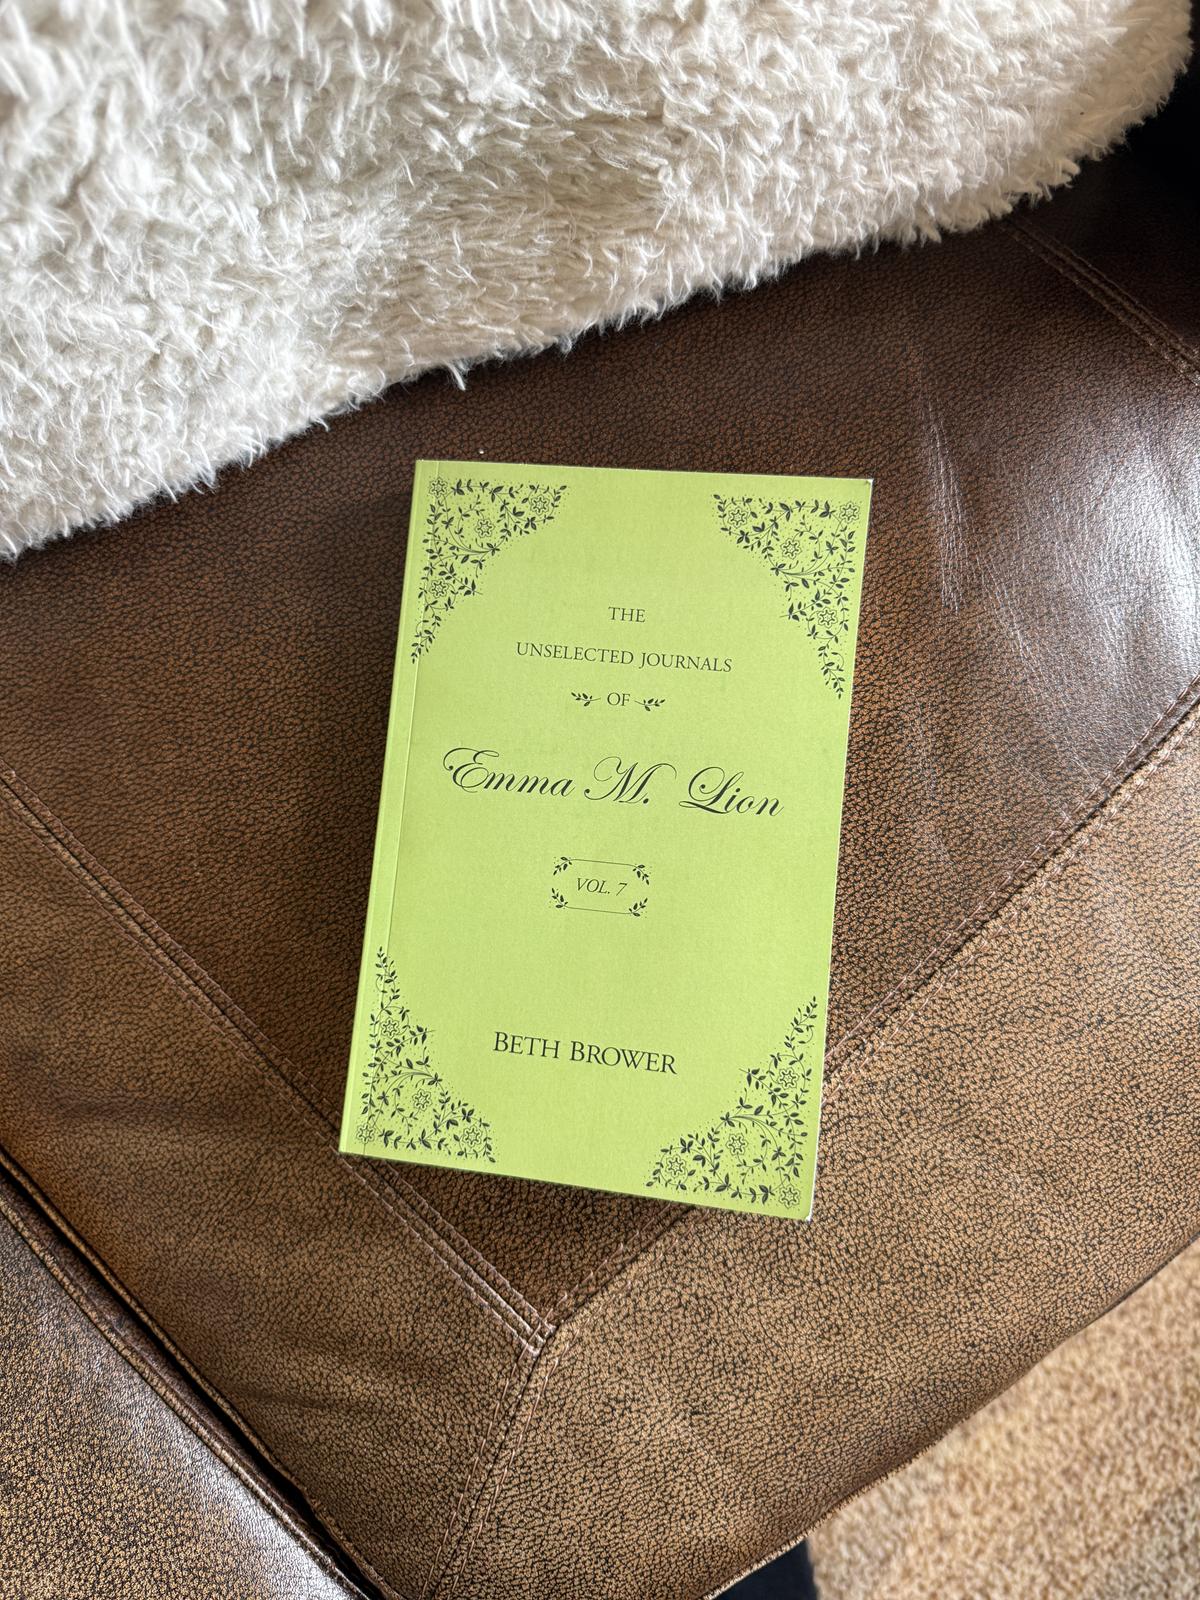 THE
UNSELECTED JOURNALS
OF
Emma M. Lion
VOL. 7
BETH BROWER